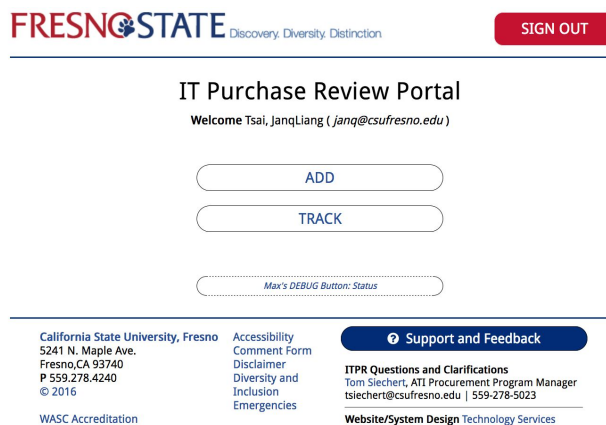 FRESNO STATE Discovery. Diversity. Distinction.
SIGN OUT
IT Purchase Review Portal
Welcome Tsai, JanqLiang ( janq@csufresno.edu )
ADD
TRACK
Max's DEBUG Button: Status
California State University, Fresno
5241 N. Maple Ave.
Fresno,CA 93740
P 559.278.4240
© 2016
WASC Accreditation
Accessibility
Comment Form
Disclaimer
Diversity and
Inclusion
Emergencies
? Support and Feedback
ITPR Questions and Clarifications
Tom Siechert, ATI Procurement Program Manager
tsiechert@csufresno.edu | 559-278-5023
Website/System Design Technology Services